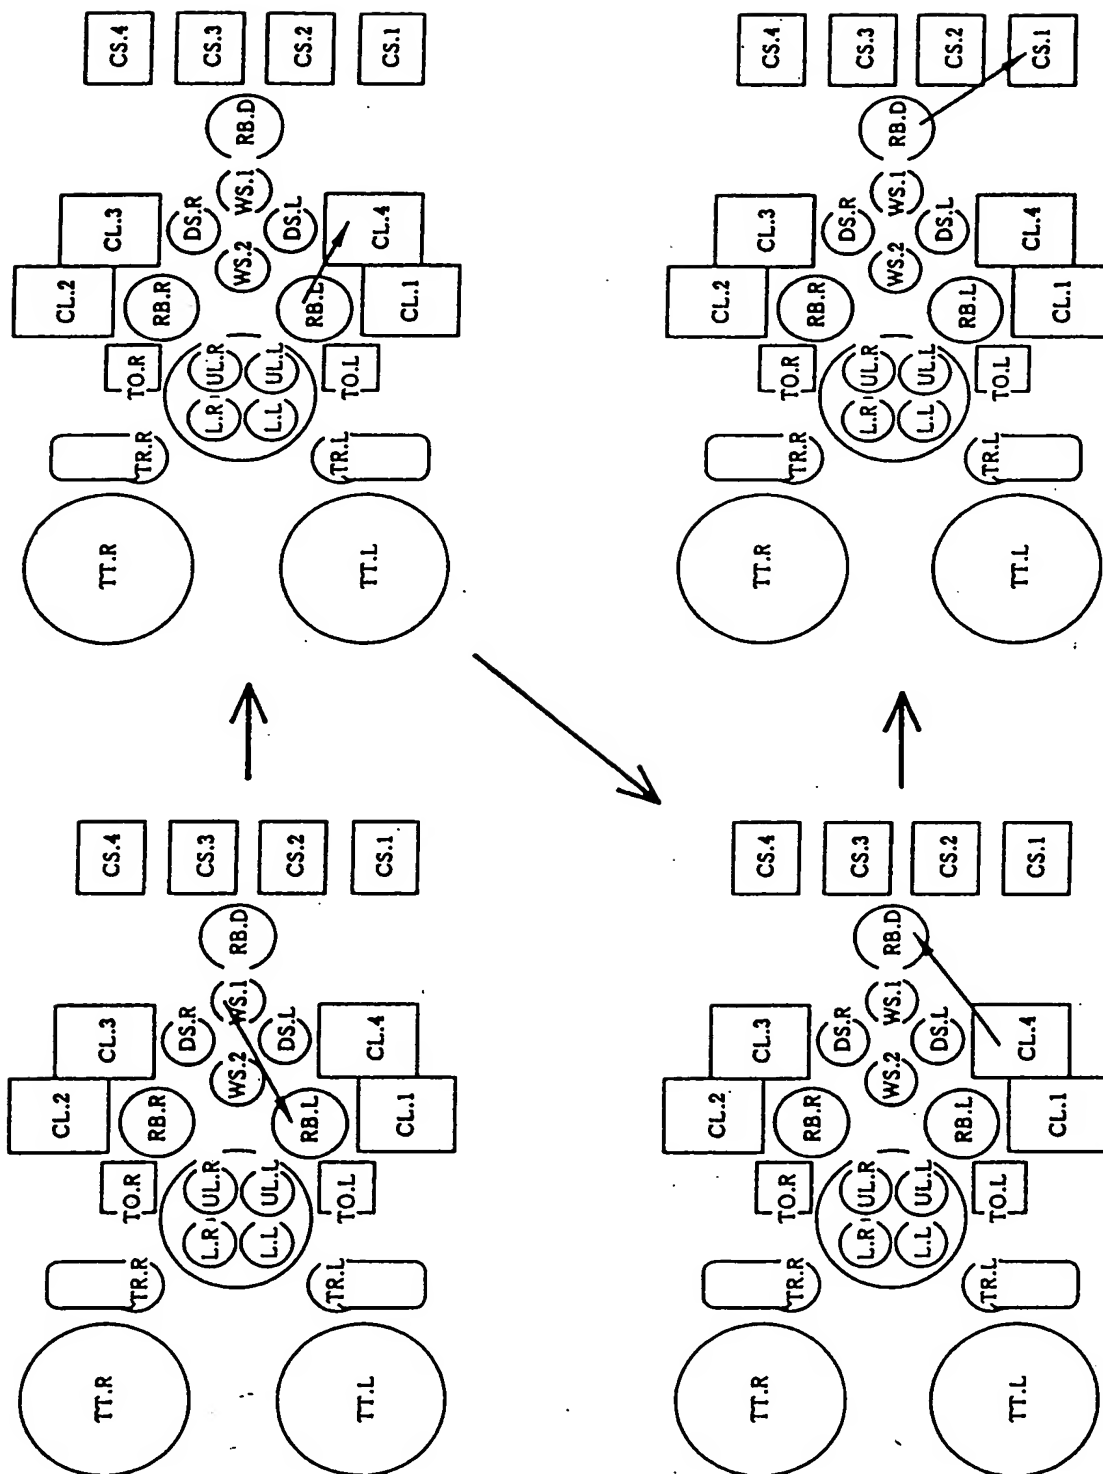 TT.L
TT.R
TR.L
TR.R
L.L
L.R
TO.L
UL.L
UL.R
TO.R
CL.1
RB.L
RB.R
CL.2
WS.2
CL.4
DS.L
DS.R
CL.3
WS.1
RB.D
CS.1
CS.2
CS.3
CS.4
TT.L
TT.R
TR.L
TR.R
L.L
L.R
TO.L
UL.L
UL.R
TO.R
CL.1
RB.L
RB.R
CL.2
WS.2
CL.4
DS.L
DS.R
CL.3
WS.1
RB.D
CS.1
CS.2
CS.3
CS.4
TT.L
TT.R
TR.L
TR.R
L.L
L.R
TO.L
UL.L
UL.R
TO.R
CL.1
RB.L
RB.R
CL.2
WS.2
CL.4
DS.L
DS.R
CL.3
WS.1
RB.D
CS.1
CS.2
CS.3
CS.4
TT.L
TT.R
TR.L
TR.R
L.L
L.R
TO.L
UL.L
UL.R
TO.R
CL.1
RB.L
RB.R
CL.2
WS.2
CL.4
DS.L
DS.R
CL.3
WS.1
RB.D
CS.1
CS.2
CS.3
CS.4